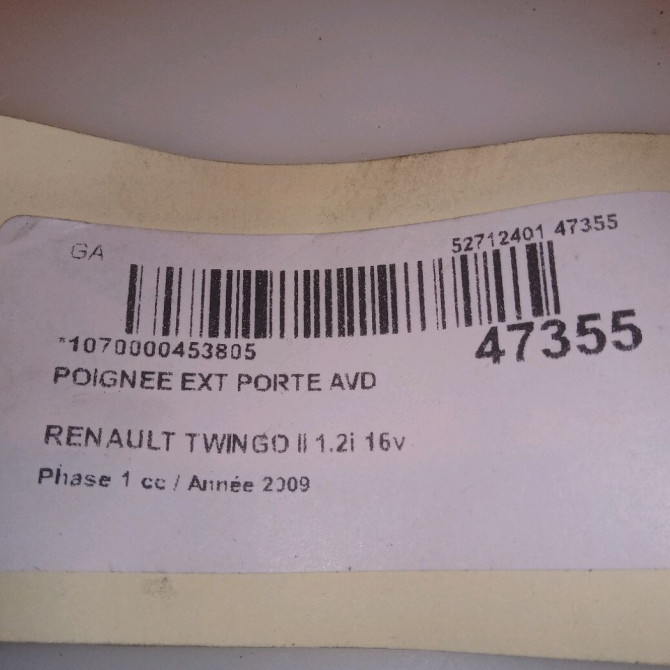 GA
52712401 47355
*1070000453805
47355
POIGNEE EXT PORTE AVD
RENAULT TWINGO II 1.2i 16v
Phase 1 cc / Année 2009